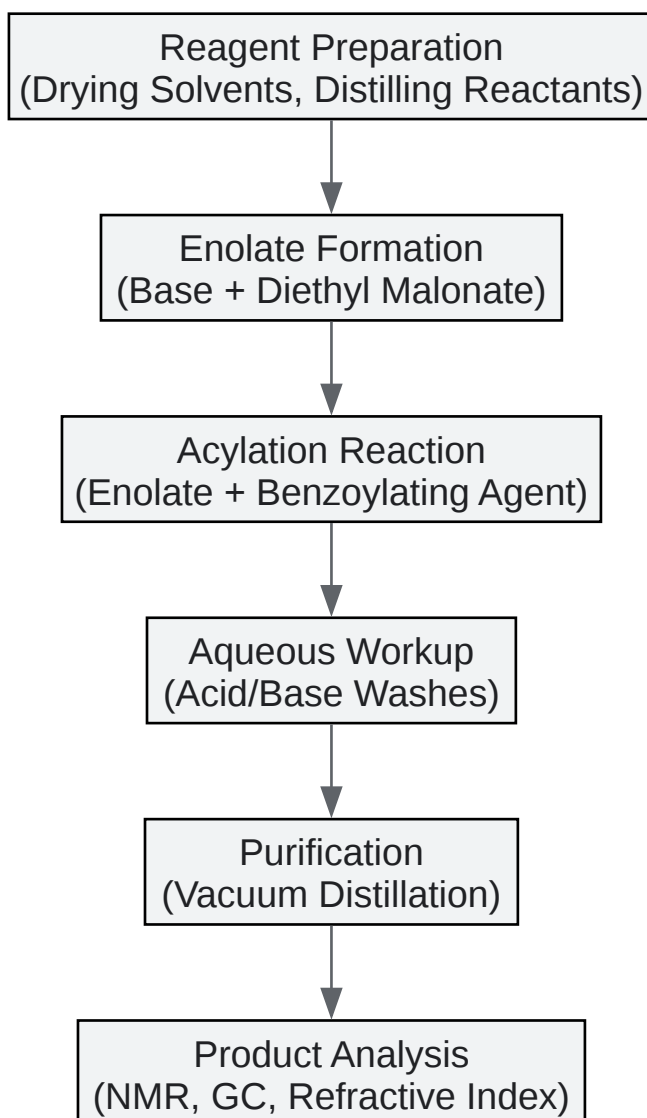 Reagent Preparation
(Drying Solvents, Distilling Reactants)
Enolate Formation
(Base + Diethyl Malonate)
Acylation Reaction
(Enolate + Benzoylating Agent)
Aqueous Workup
(Acid/Base Washes)
Purification
(Vacuum Distillation)
Product Analysis
(NMR, GC, Refractive Index)